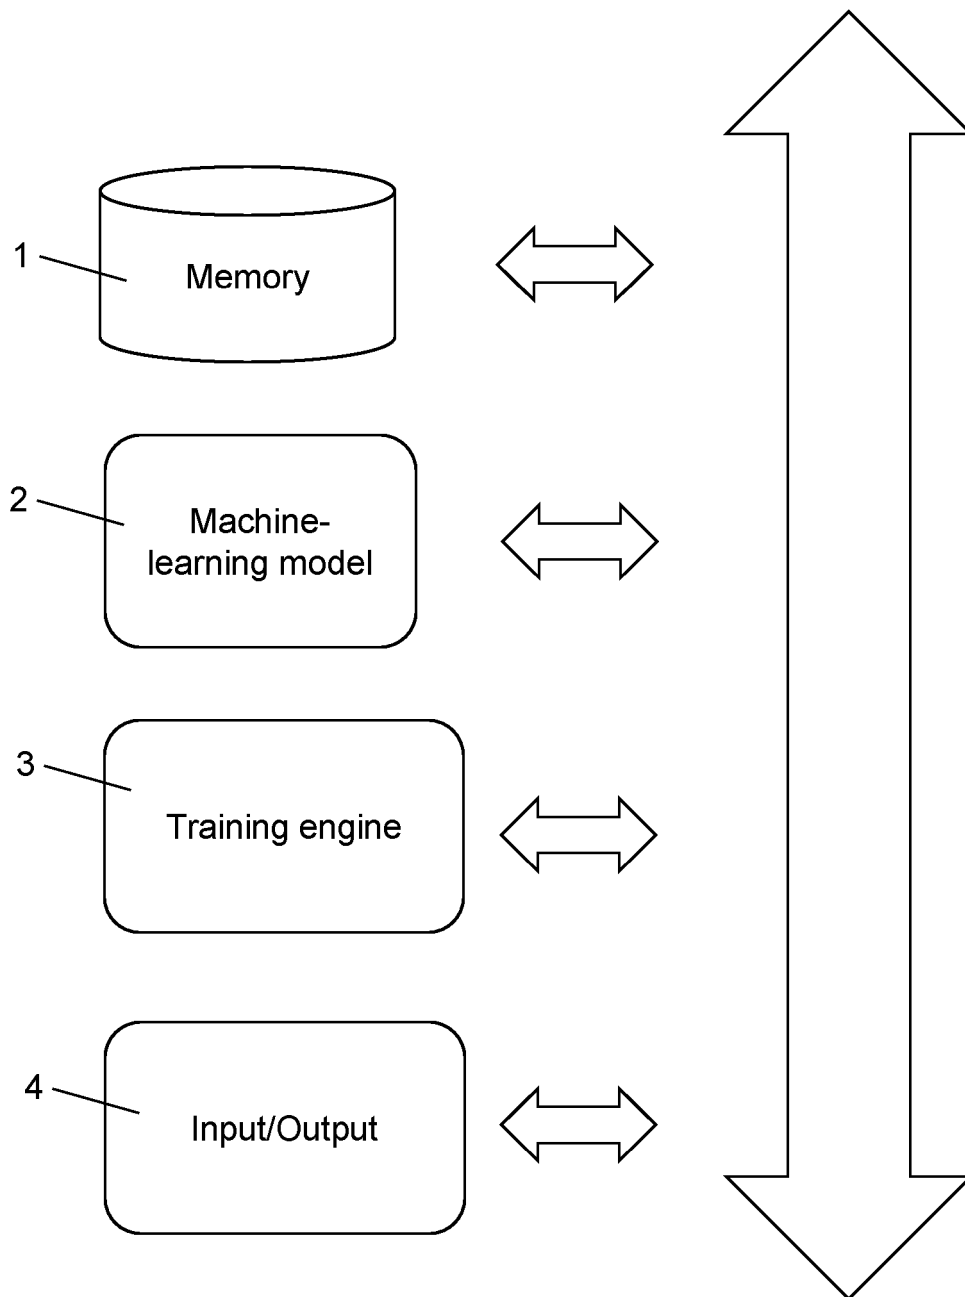 1
Memory
2
Machine-
learning model
3
Training engine
4
Input/Output